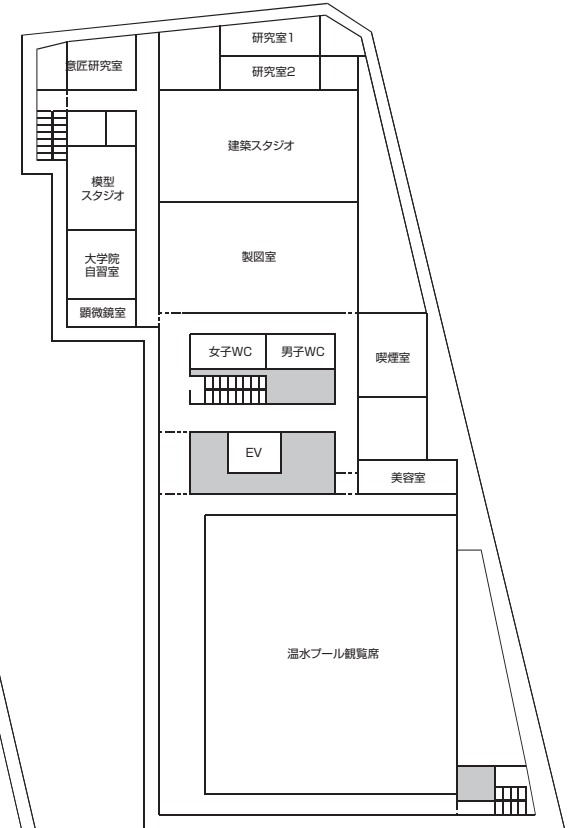 研究室1
意匠研究室
研究室2
建築スタジオ
模型
スタジオ
製図室
大学院
自習室
顕微鏡室
女子WC
男子WC
喫煙室
EV
美容室
温水プール観覧席